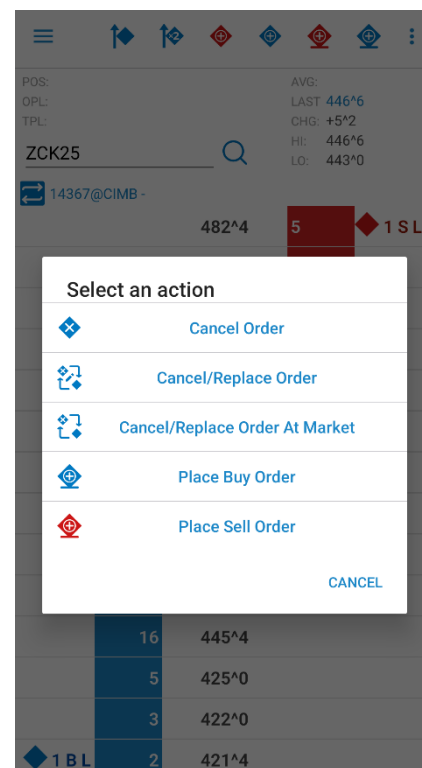 x2
POS:
OPL:
TPL:
AVG:
LAST 446^6
CHG: +5^2
HI: 446^6
LO: 443^0
ZCK25
14367@CIMB -
482^4 5 1 S L
Select an action
Cancel Order
Cancel/Replace Order
Cancel/Replace Order At Market
Place Buy Order
Place Sell Order
CANCEL
16 445^4
5 425^0
3 422^0
1 B L 2 421^4